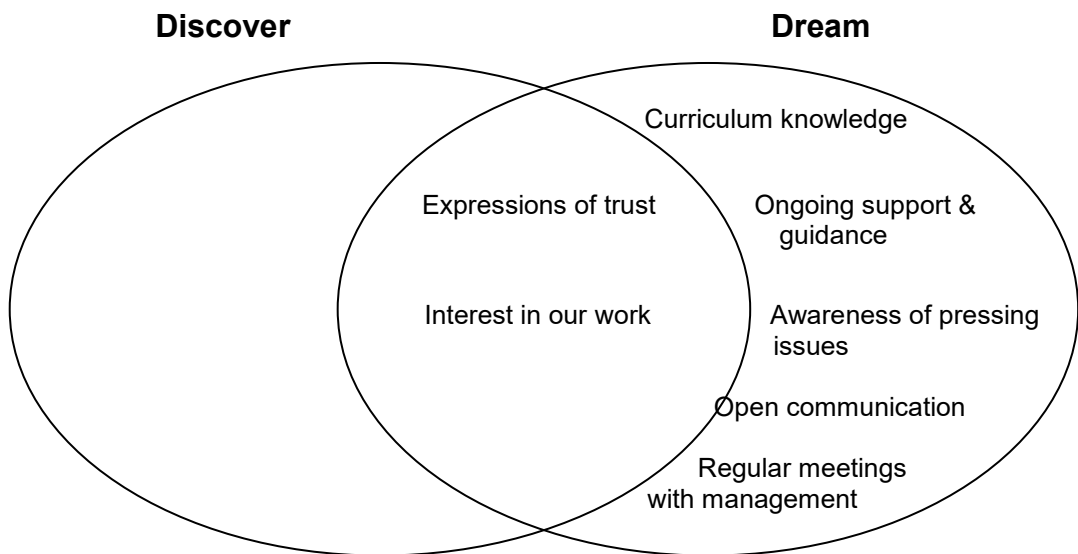 Discover
Dream
Curriculum knowledge
Expressions of trust
Ongoing support &
guidance
Interest in our work
Awareness of pressing
issues
Open communication
Regular meetings
with management